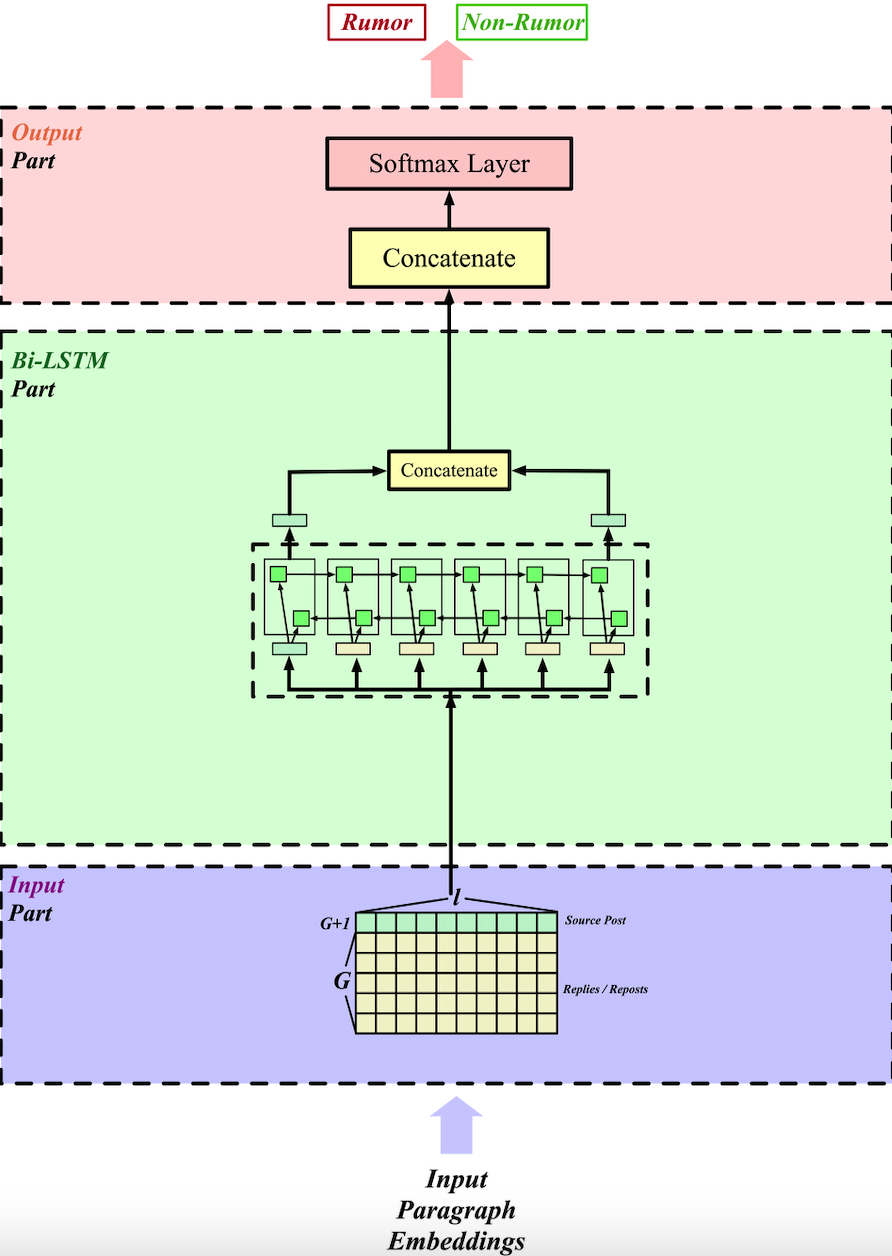 Rumor
Non-Rumor
Output
Part
Softmax Layer
Concatenate
Bi-LSTM
Part
Concatenate
Input
Part
l
G+1
Source Post
G
Replies / Reposts
Input
Paragraph
Embeddings